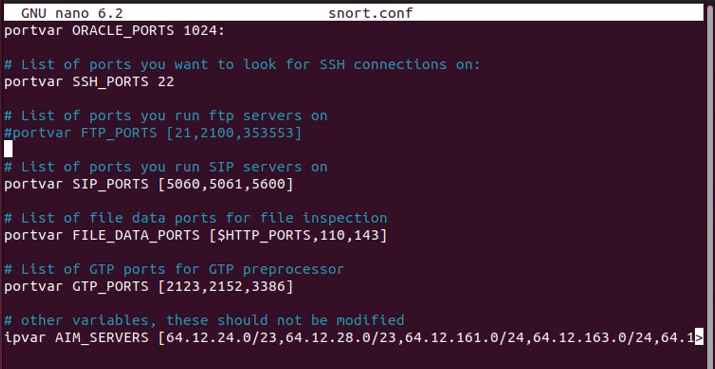 GNU nano 6.2 snort.conf
portvar ORACLE_PORTS 1024:
# List of ports you want to look for SSH connections on:
portvar SSH_PORTS 22
# List of ports you run ftp servers on
#portvar FTP_PORTS [21,2100,353553]
# List of ports you run SIP servers on
portvar SIP_PORTS [5060,5061,5600]
# List of file data ports for file inspection
portvar FILE_DATA_PORTS [$HTTP_PORTS,110,143]
# List of GTP ports for GTP preprocessor
portvar GTP_PORTS [2123,2152,3386]
# other variables, these should not be modified
ipvar AIM_SERVERS [64.12.24.0/23,64.12.28.0/23,64.12.161.0/24,64.12.163.0/24,64.1>